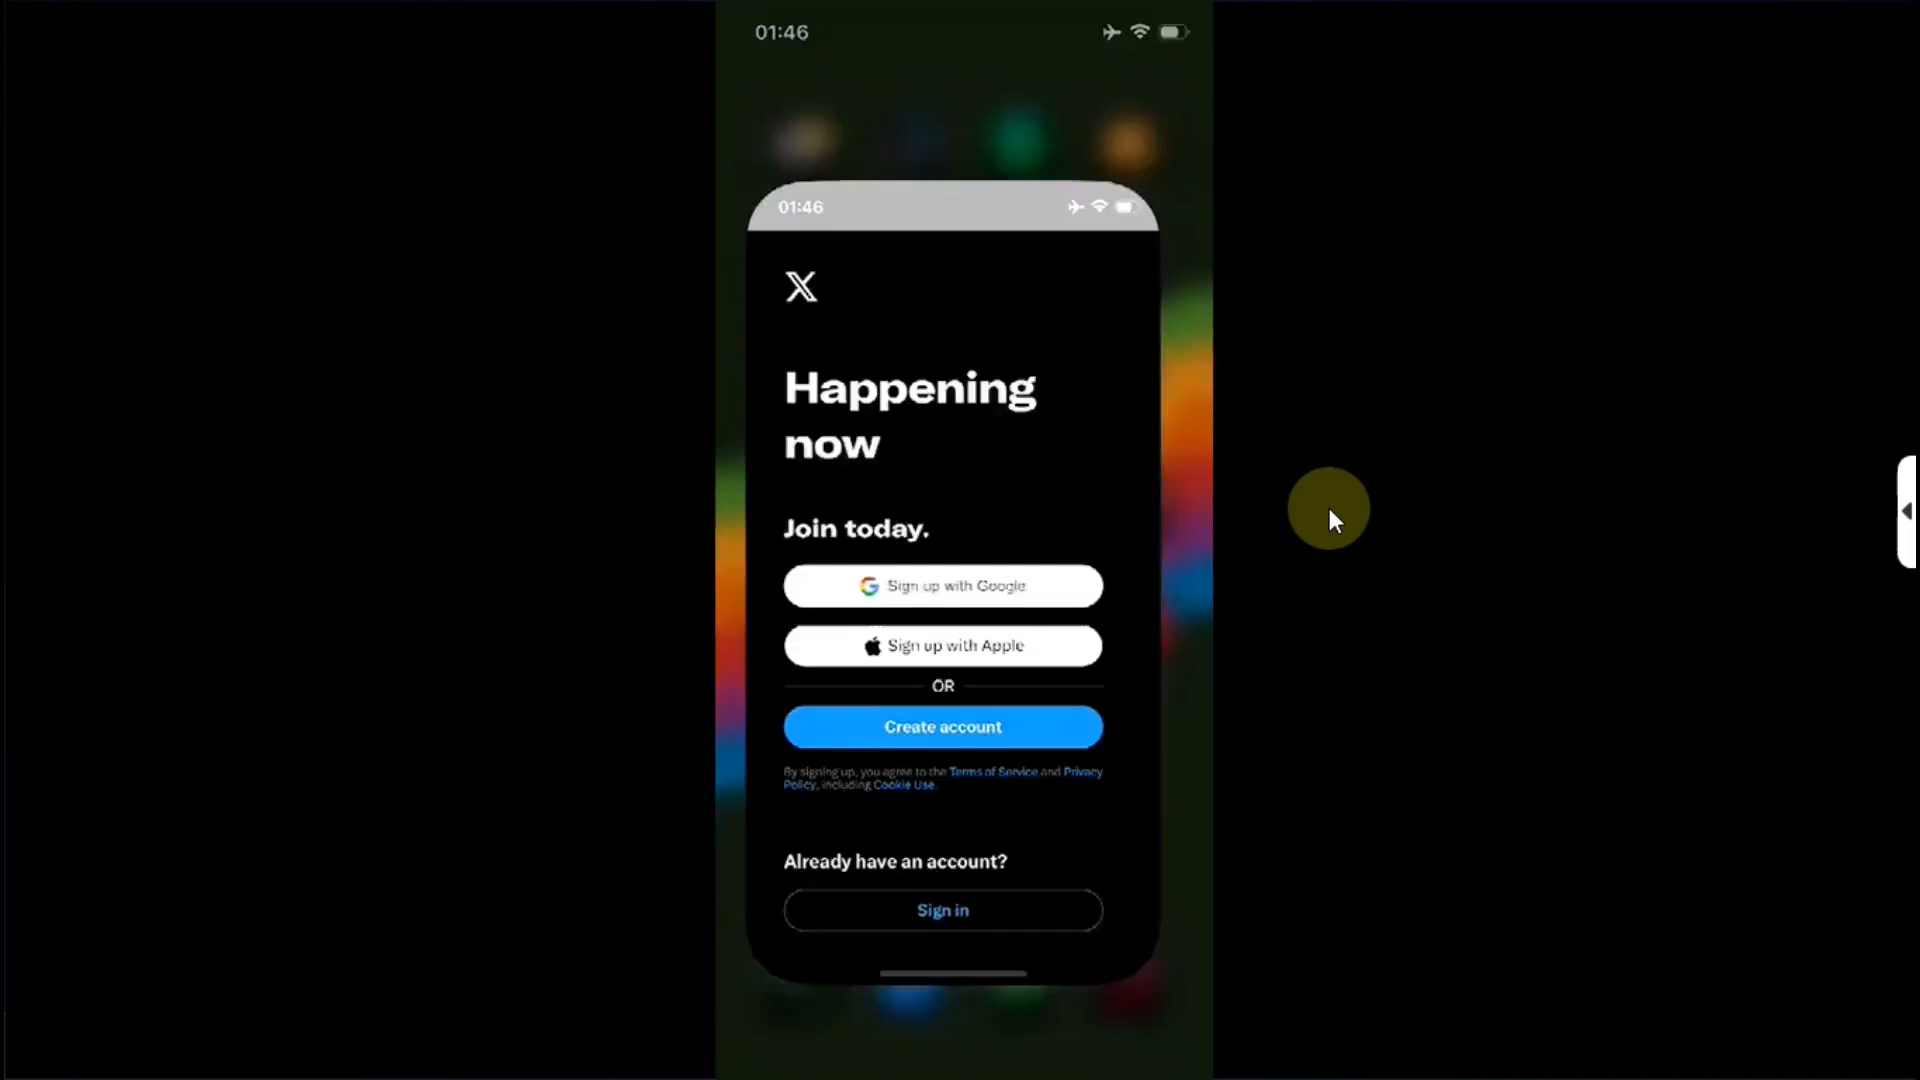 01:46
01:46
X
Happening
now
Join today.
Sign up with Google
Sign up with Apple
OR
Create account
By signing up, you agree to the Terms of Service and Privacy
Policy, including Cookie Use.
Already have an account?
Sign in